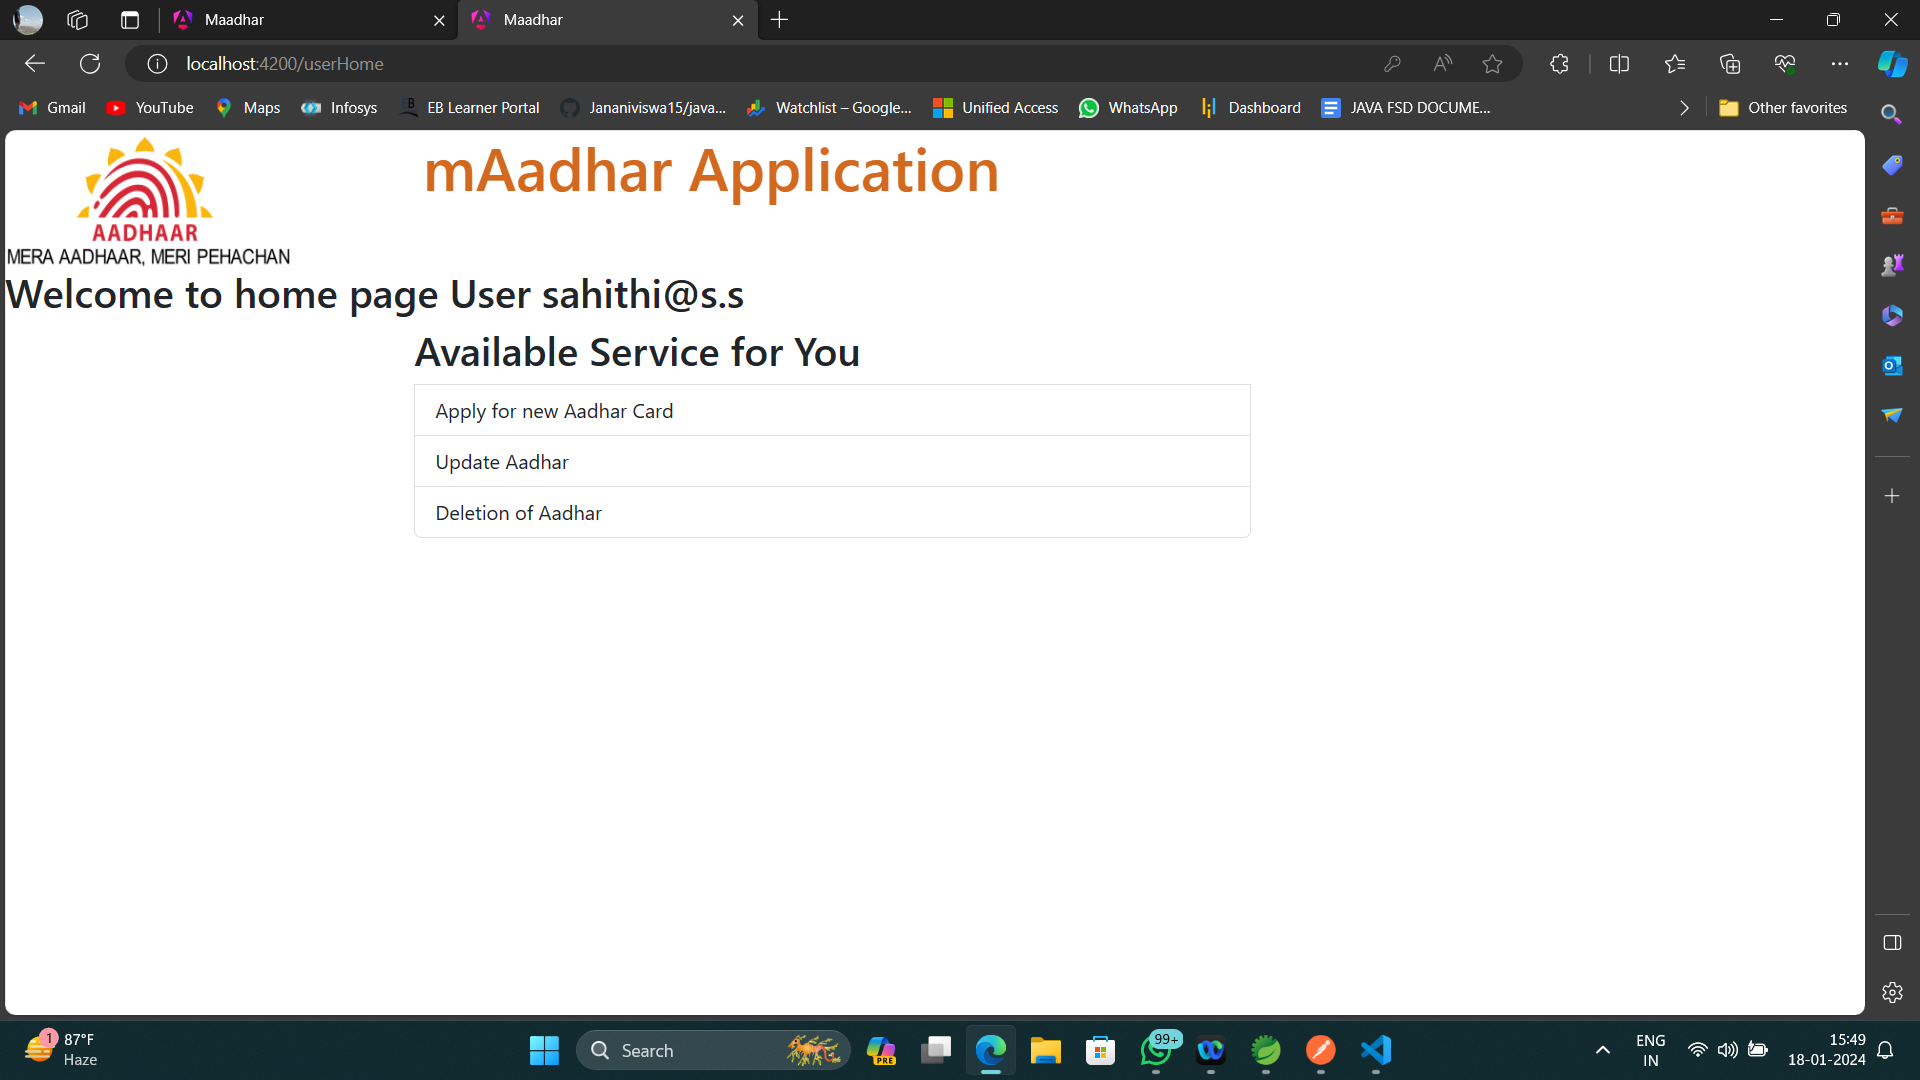 Maadhar
Maadhar
localhost:4200/userHome
Gmail
YouTube
Maps
Infosys
EB Learner Portal
Jananiviswa15/java...
Watchlist – Google...
Unified Access
WhatsApp
Dashboard
JAVA FSD DOCUME...
Other favorites
mAadhar Application
AADHAAR
MERA AADHAAR, MERI PEHACHAN
Welcome to home page User sahithi@s.s
Available Service for You
Apply for new Aadhar Card
Update Aadhar
Deletion of Aadhar
1
87°F
Haze
Search
PRE
99+
ENG
IN
15:49
18-01-2024